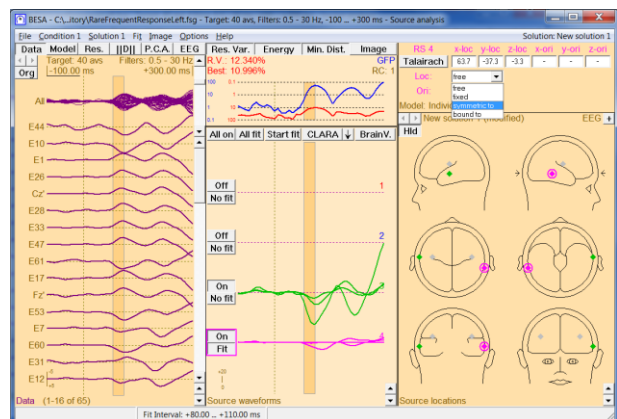 BESA - C:\...itory\RareFrequentResponseLeft.fsg - Target: 40 avs, Filters: 0.5 - 30 Hz, -100 ... +300 ms - Source analysis
File Condition 1 Solution 1 Fit Image Options Help Solution: New solution 1
Data Model Res. ||D|| P.C.A. EEG
Target: 40 avs Filters: 0.5 - 30 Hz
Org -100.00 ms +300.00 ms
All
E44
E10
E1
E26
Cz'
E28
E33
E47
E61
E17
Fz'
E53
E7
E60
E31
E12
Data (1-16 of 65)
Res. Var. Energy Min. Dist. Image
R.V.: 12.340% GFP
Best: 10.996% RC: 1
All on All fit Start fit CLARA BrainV.
Off 1
No fit
Off 2
No fit
On
No fit
On 4
Fit
+20
0
Source waveforms
RS 4 x-loc y-loc z-loc x-ori y-ori z-ori
Talairach 63.7 -37.3 -3.3 - - -
Loc: free
free
fixed
symmetric to
bound to
Model: Individ
New solution 1 (modified) EEG
Hld
Source locations
Fit Interval: +80.00 ... +110.00 ms